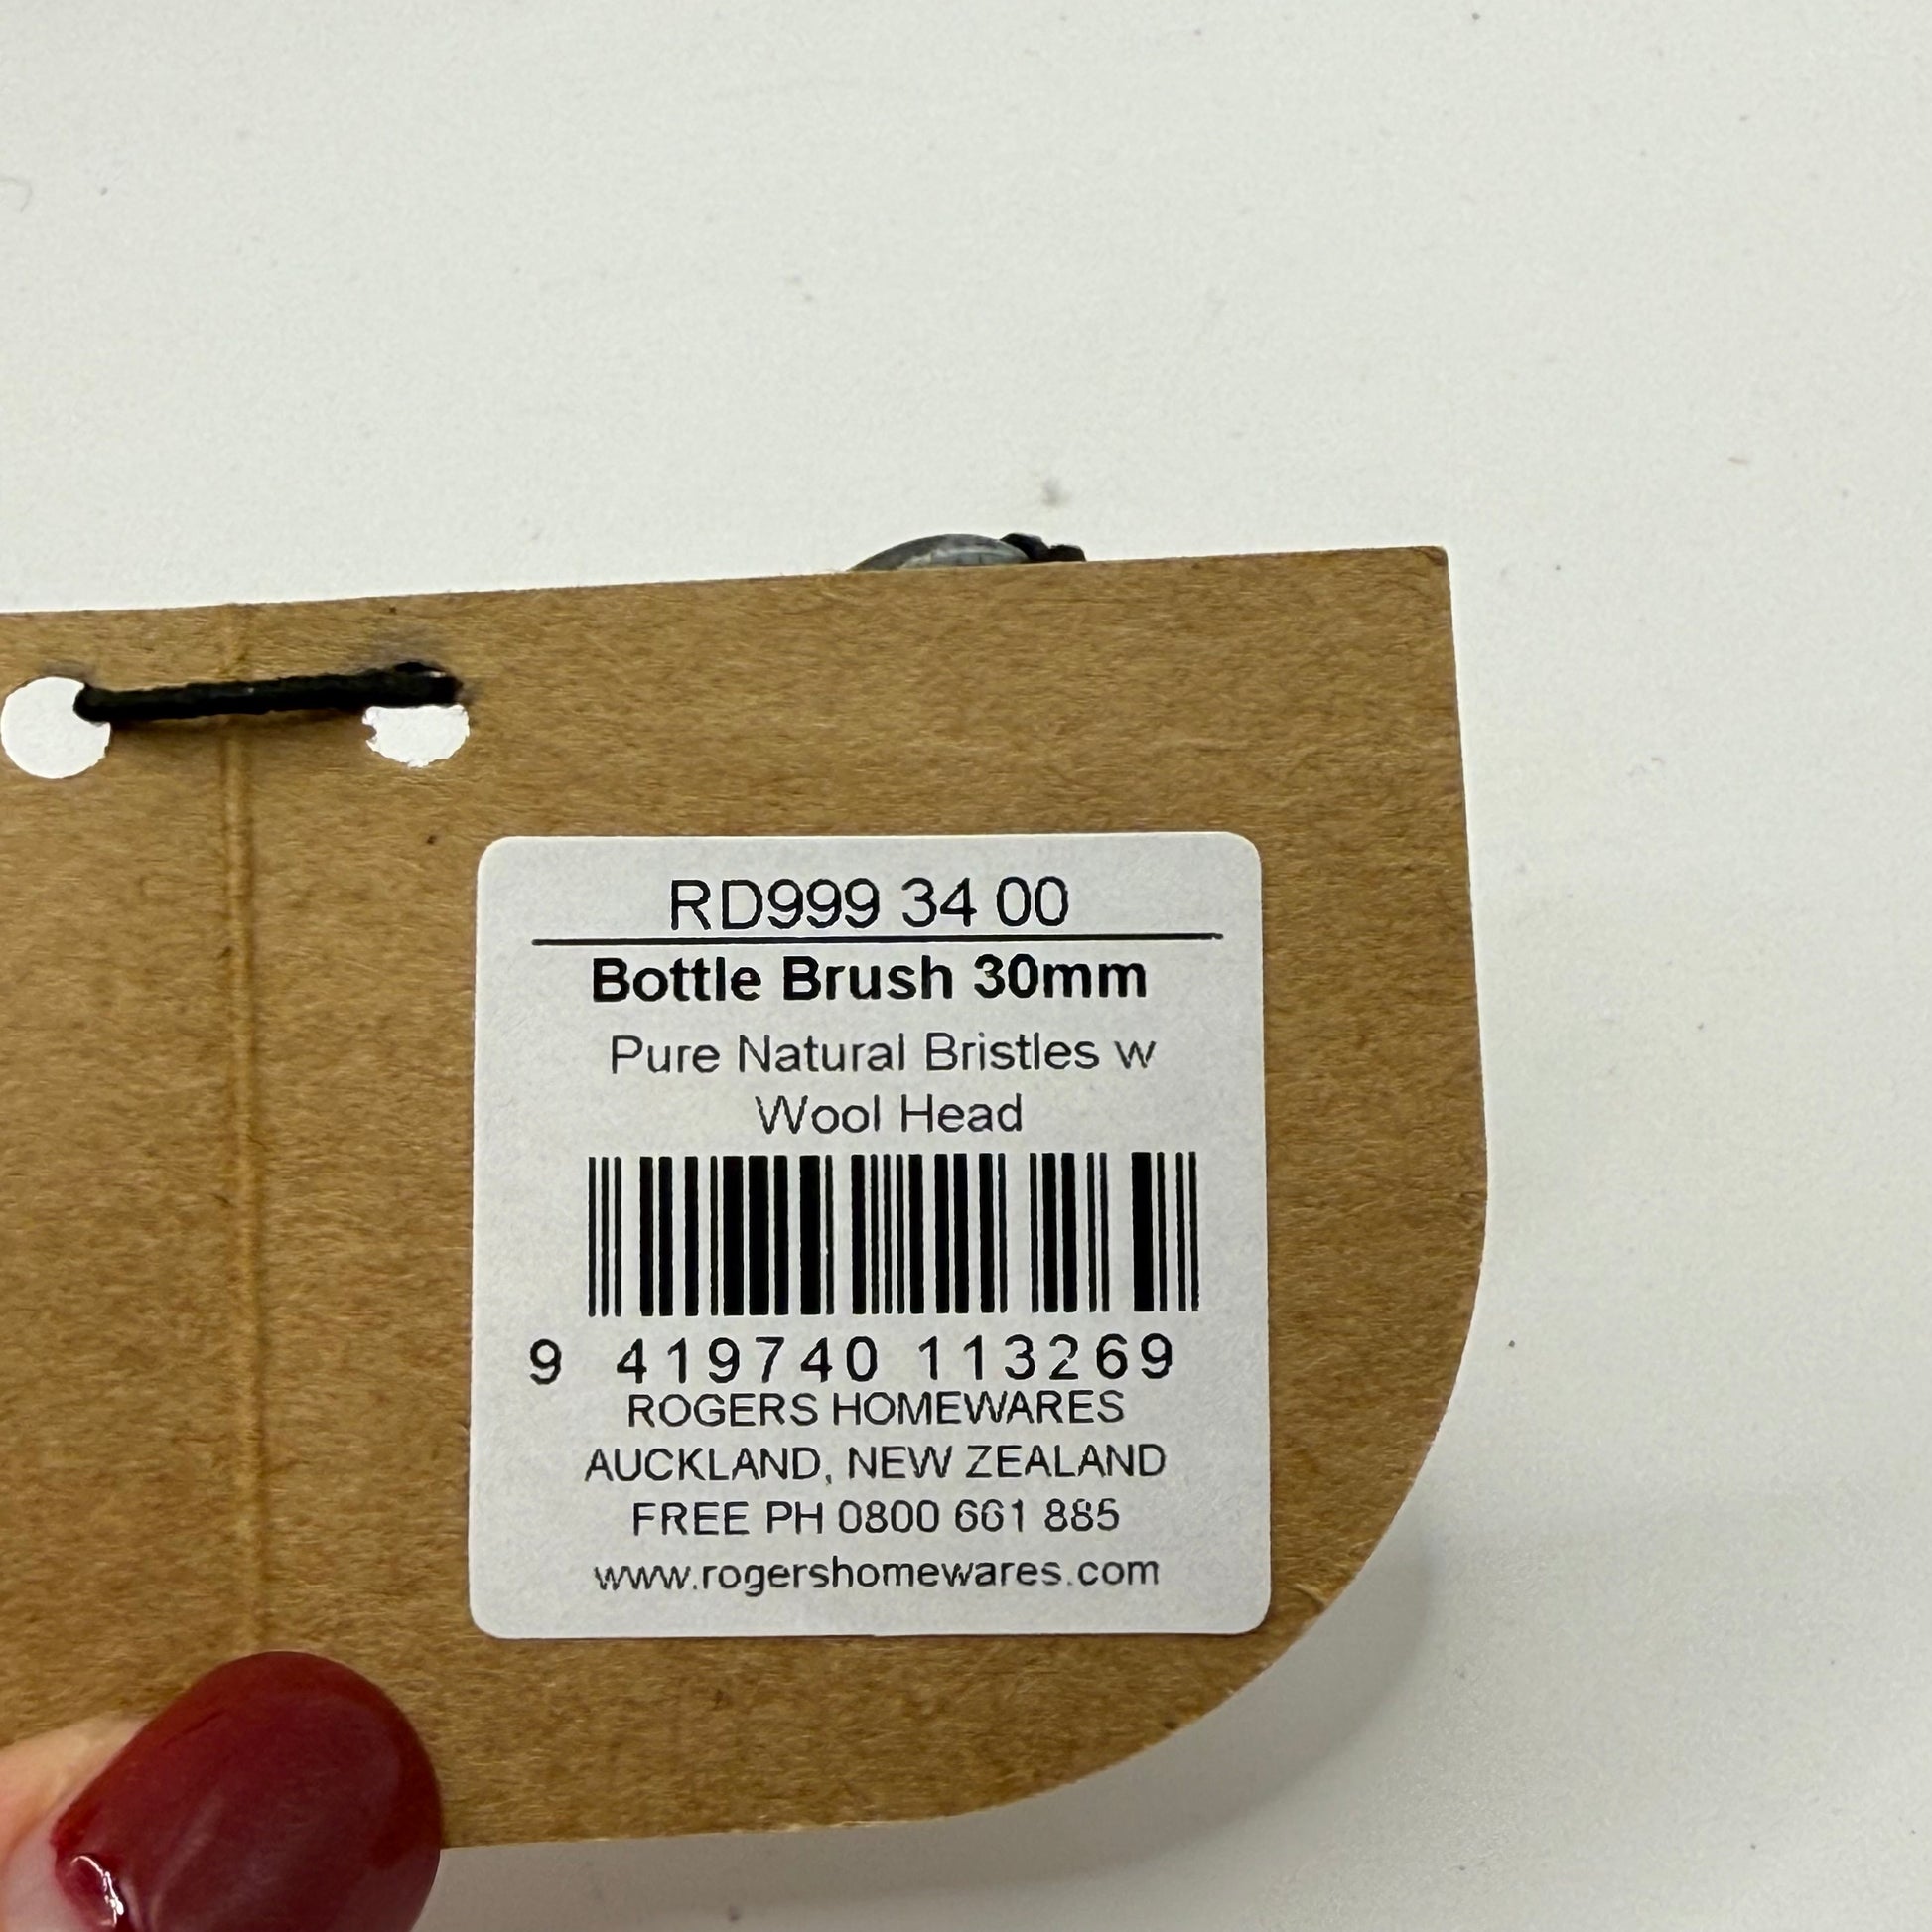 RD999 34 00
Bottle Brush 30mm
Pure Natural Bristles w
Wool Head
9 419740 113269
ROGERS HOMEWARES
AUCKLAND, NEW ZEALAND
FREE PH 0800 661 885
www.rogershomewares.com